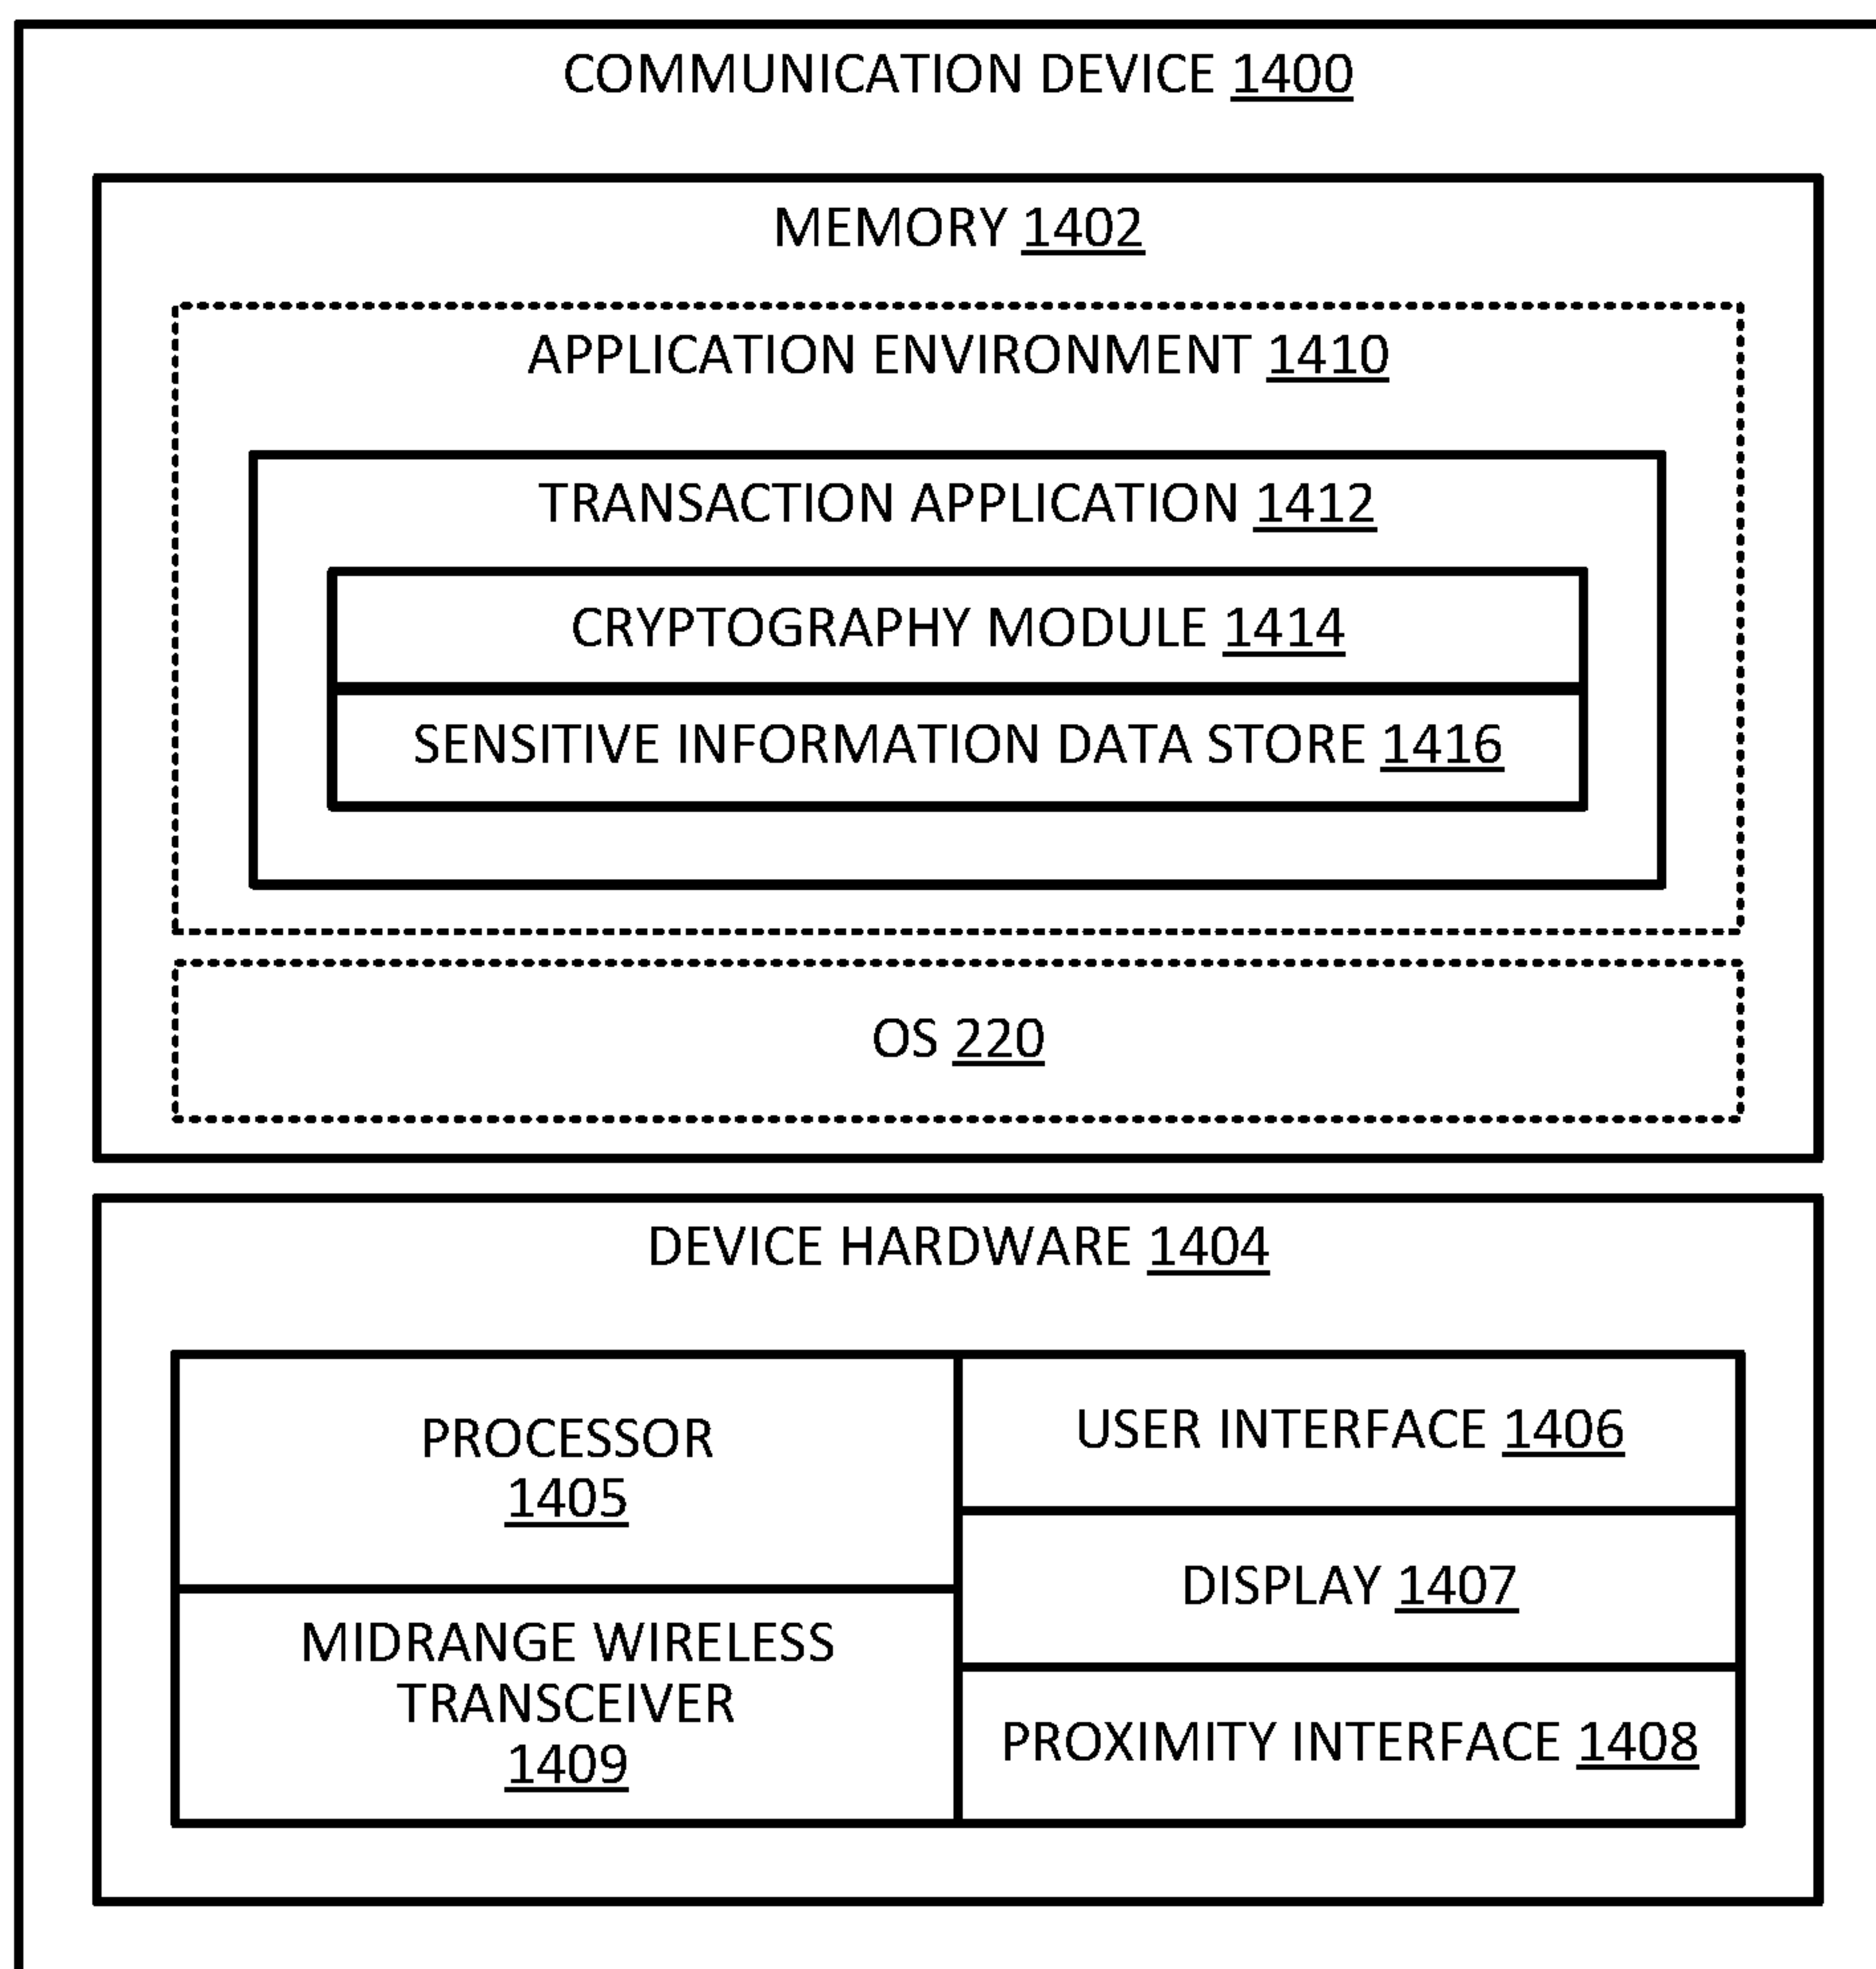 COMMUNICATION DEVICE 1400
MEMORY 1402
APPLICATION ENVIRONMENT 1410
TRANSACTION APPLICATION 1412
CRYPTOGRAPHY MODULE 1414
SENSITIVE INFORMATION DATA STORE 1416
OS 220
DEVICE HARDWARE 1404
PROCESSOR
1405
MIDRANGE WIRELESS
TRANSCEIVER
1409
USER INTERFACE 1406
DISPLAY 1407
PROXIMITY INTERFACE 1408